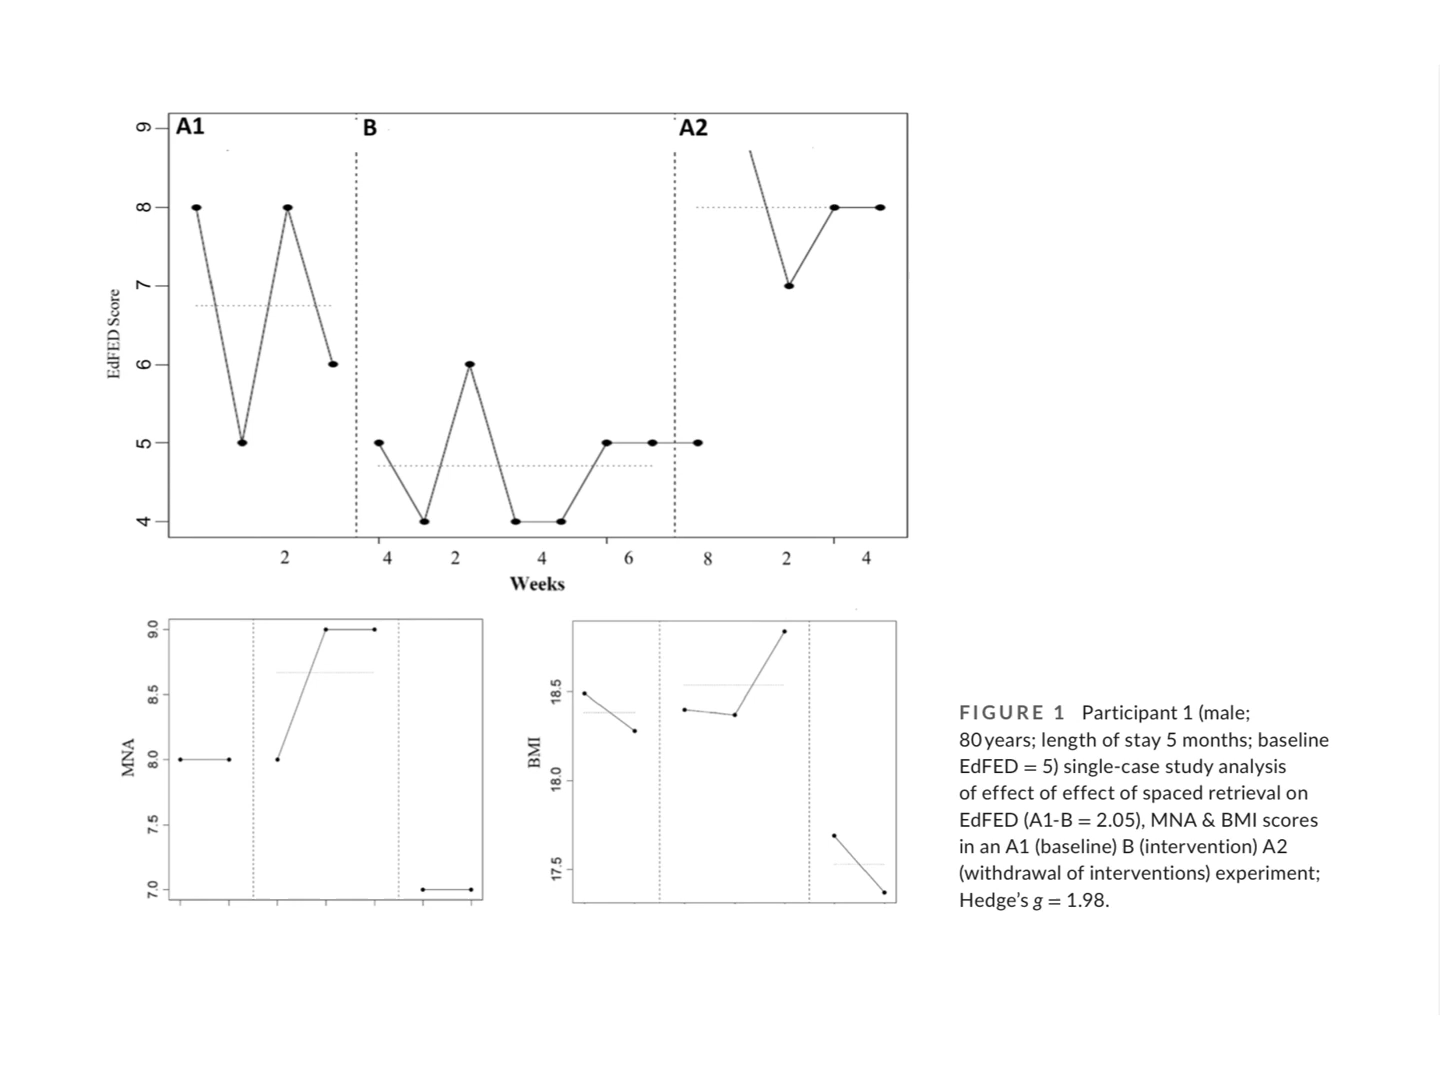 A1 B A2
9
8
7
6
5
4
EdFED Score
2 4 2 4 6 8 2 4
Weeks
9.0
8.5
8.0
7.5
7.0
MNA
18.5
18.0
17.5
BMI
FIGURE 1 Participant 1 (male;
80 years; length of stay 5 months; baseline
EdFED = 5) single-case study analysis
of effect of effect of spaced retrieval on
EdFED (A1-B = 2.05), MNA & BMI scores
in an A1 (baseline) B (intervention) A2
(withdrawal of interventions) experiment;
Hedge's g = 1.98.